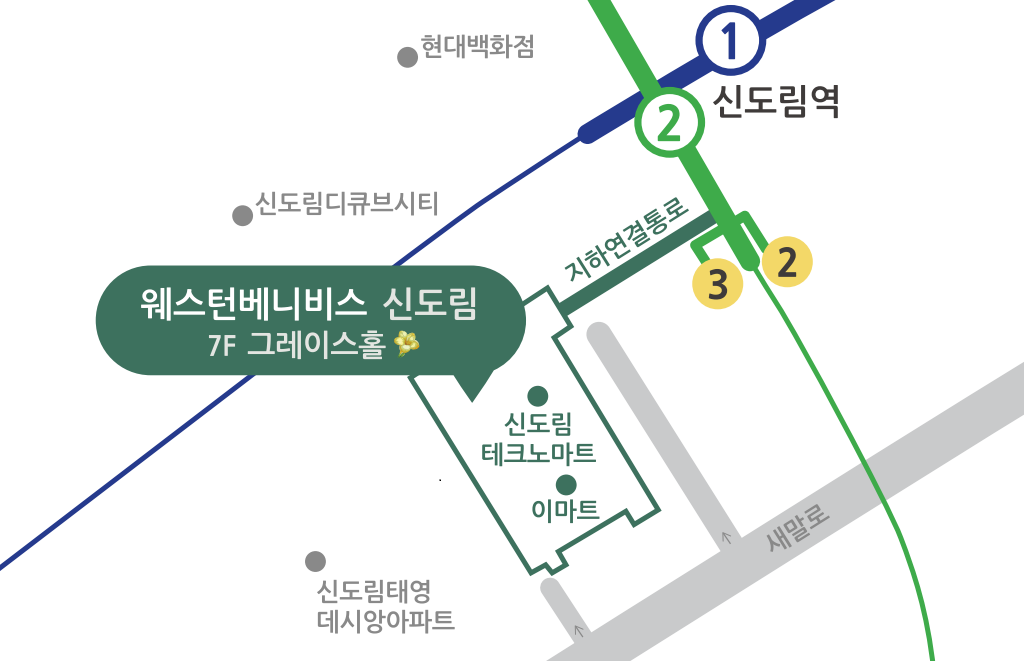 현대백화점
1
신도림역
2
신도림디큐브시티
지하연결통로
2
3
웨스턴베니비스 신도림
7F 그레이스홀
신도림
테크노마트
이마트
새말로
신도림태영
데시앙아파트